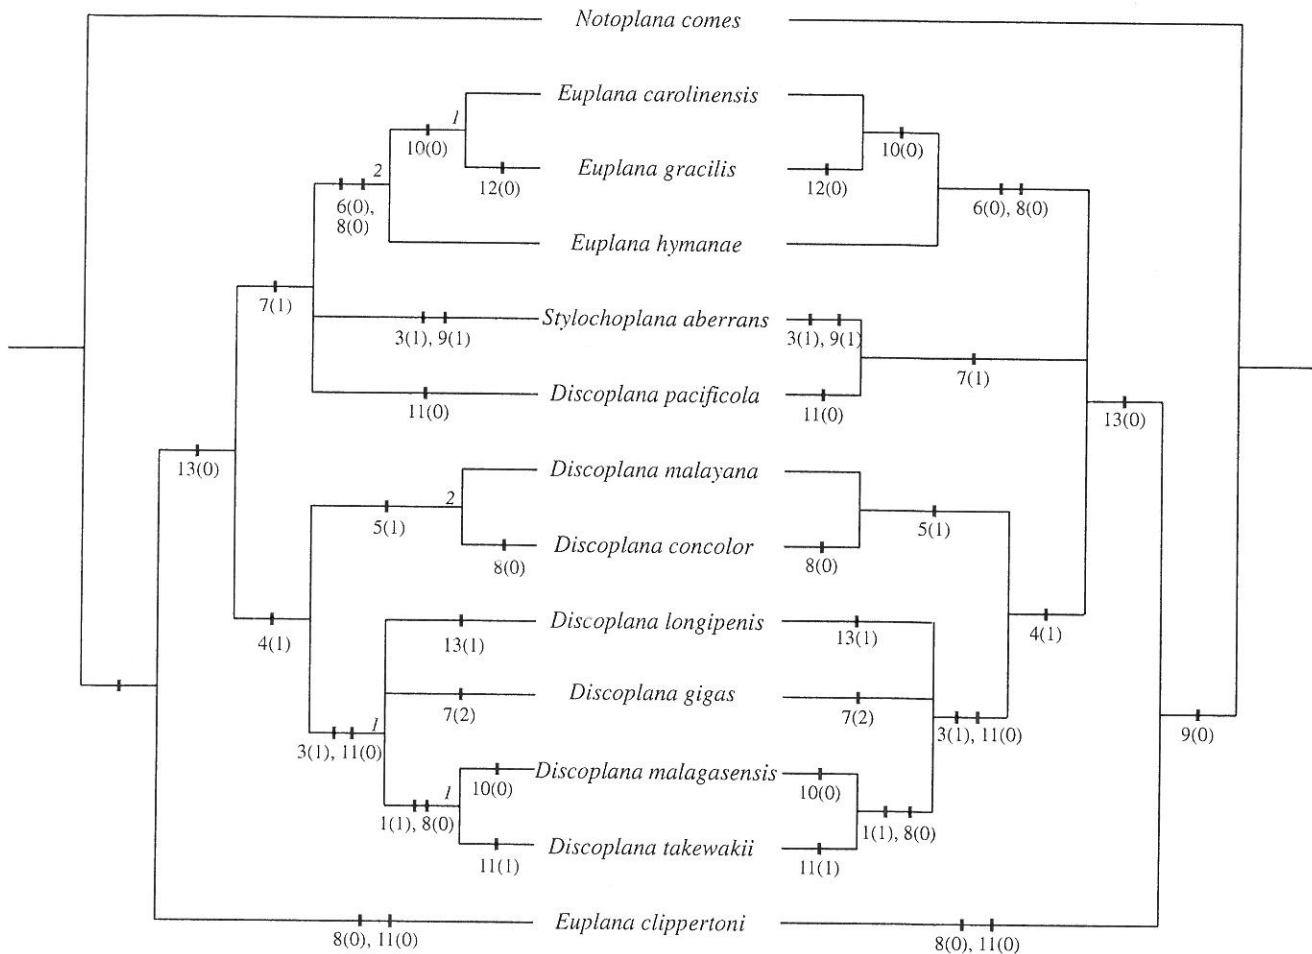 Notoplana comes
Euplana carolinensis
1
10(0) 10(0)
Euplana gracilis
2
12(0) 12(0)
6(0), 6(0), 8(0)
8(0)
Euplana hymanae
7(1)
Stylochoplana aberrans
3(1), 9(1) 3(1), 9(1)
7(1)
Discoplana pacificola
11(0) 11(0) 13(0)
13(0)
Discoplana malayana
2
5(1) 5(1)
Discoplana concolor
8(0) 8(0)
4(1) Discoplana longipenis 4(1)
13(1) 13(1)
Discoplana gigas
7(2) 7(2)
1
3(1), 11(0) 3(1), 11(0) 9(0)
Discoplana malagasensis
1 10(0) 10(0)
1(1), 8(0) 1(1), 8(0)
Discoplana takewakii
11(1) 11(1)
Euplana clippertoni
8(0), 11(0) 8(0), 11(0)